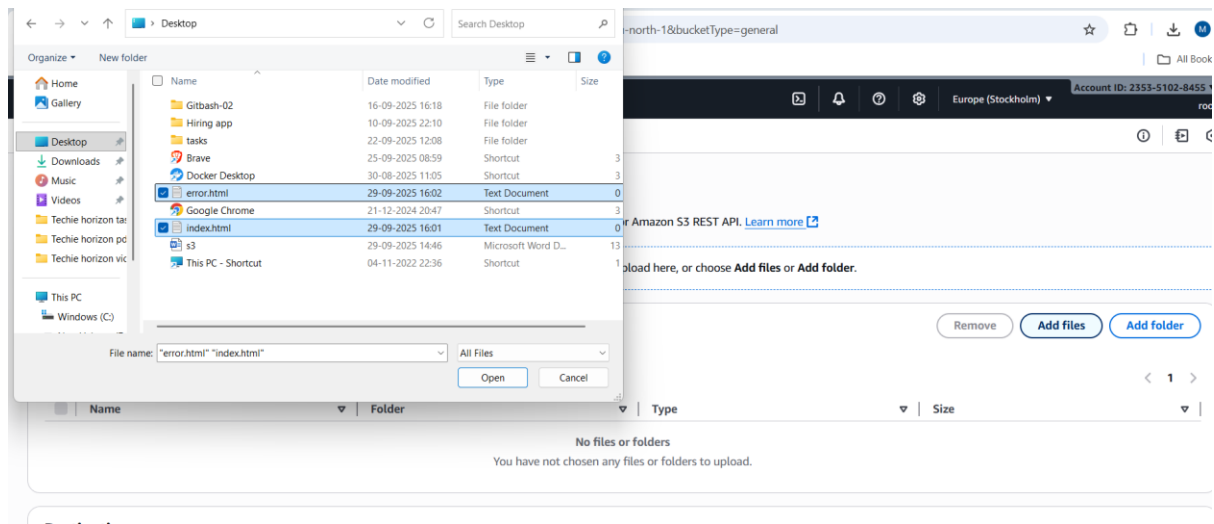 Desktop
Search Desktop
-north-1&bucketType=general
Organize
New folder
All Book
Home
Gallery
Desktop
Downloads
Music
Videos
Techie horizon tas
Techie horizon pd
Techie horizon vic
This PC
Windows (C:)
Name Date modified Type Size
Gitbash-02 16-09-2025 16:18 File folder
Hiring app 10-09-2025 22:10 File folder
tasks 22-09-2025 12:08 File folder
Brave 25-09-2025 08:59 Shortcut 3
Docker Desktop 30-08-2025 11:05 Shortcut 3
error.html 29-09-2025 16:02 Text Document 0
Google Chrome 21-12-2024 20:47 Shortcut 3
index.html 29-09-2025 16:01 Text Document 0
s3 29-09-2025 14:46 Microsoft Word D... 13
This PC - Shortcut 04-11-2022 22:36 Shortcut 1
File name: "error.html" "index.html"
All Files
Open Cancel
M
Europe (Stockholm)
Account ID: 2353-5102-8455
roo
r Amazon S3 REST API. Learn more
pload here, or choose Add files or Add folder.
Remove Add files Add folder
1
Name Folder Type Size
No files or folders
You have not chosen any files or folders to upload.